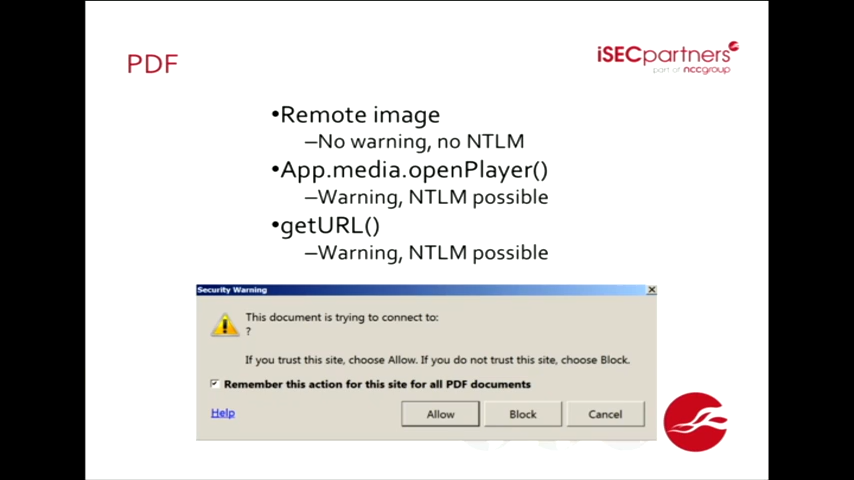 PDF
iSECpartners
part of nccgroup
•Remote image
–No warning, no NTLM
•App.media.openPlayer()
–Warning, NTLM possible
•getURL()
–Warning, NTLM possible
Security Warning
This document is trying to connect to:
?
If you trust this site, choose Allow. If you do not trust this site, choose Block.
Remember this action for this site for all PDF documents
Help
Allow
Block
Cancel